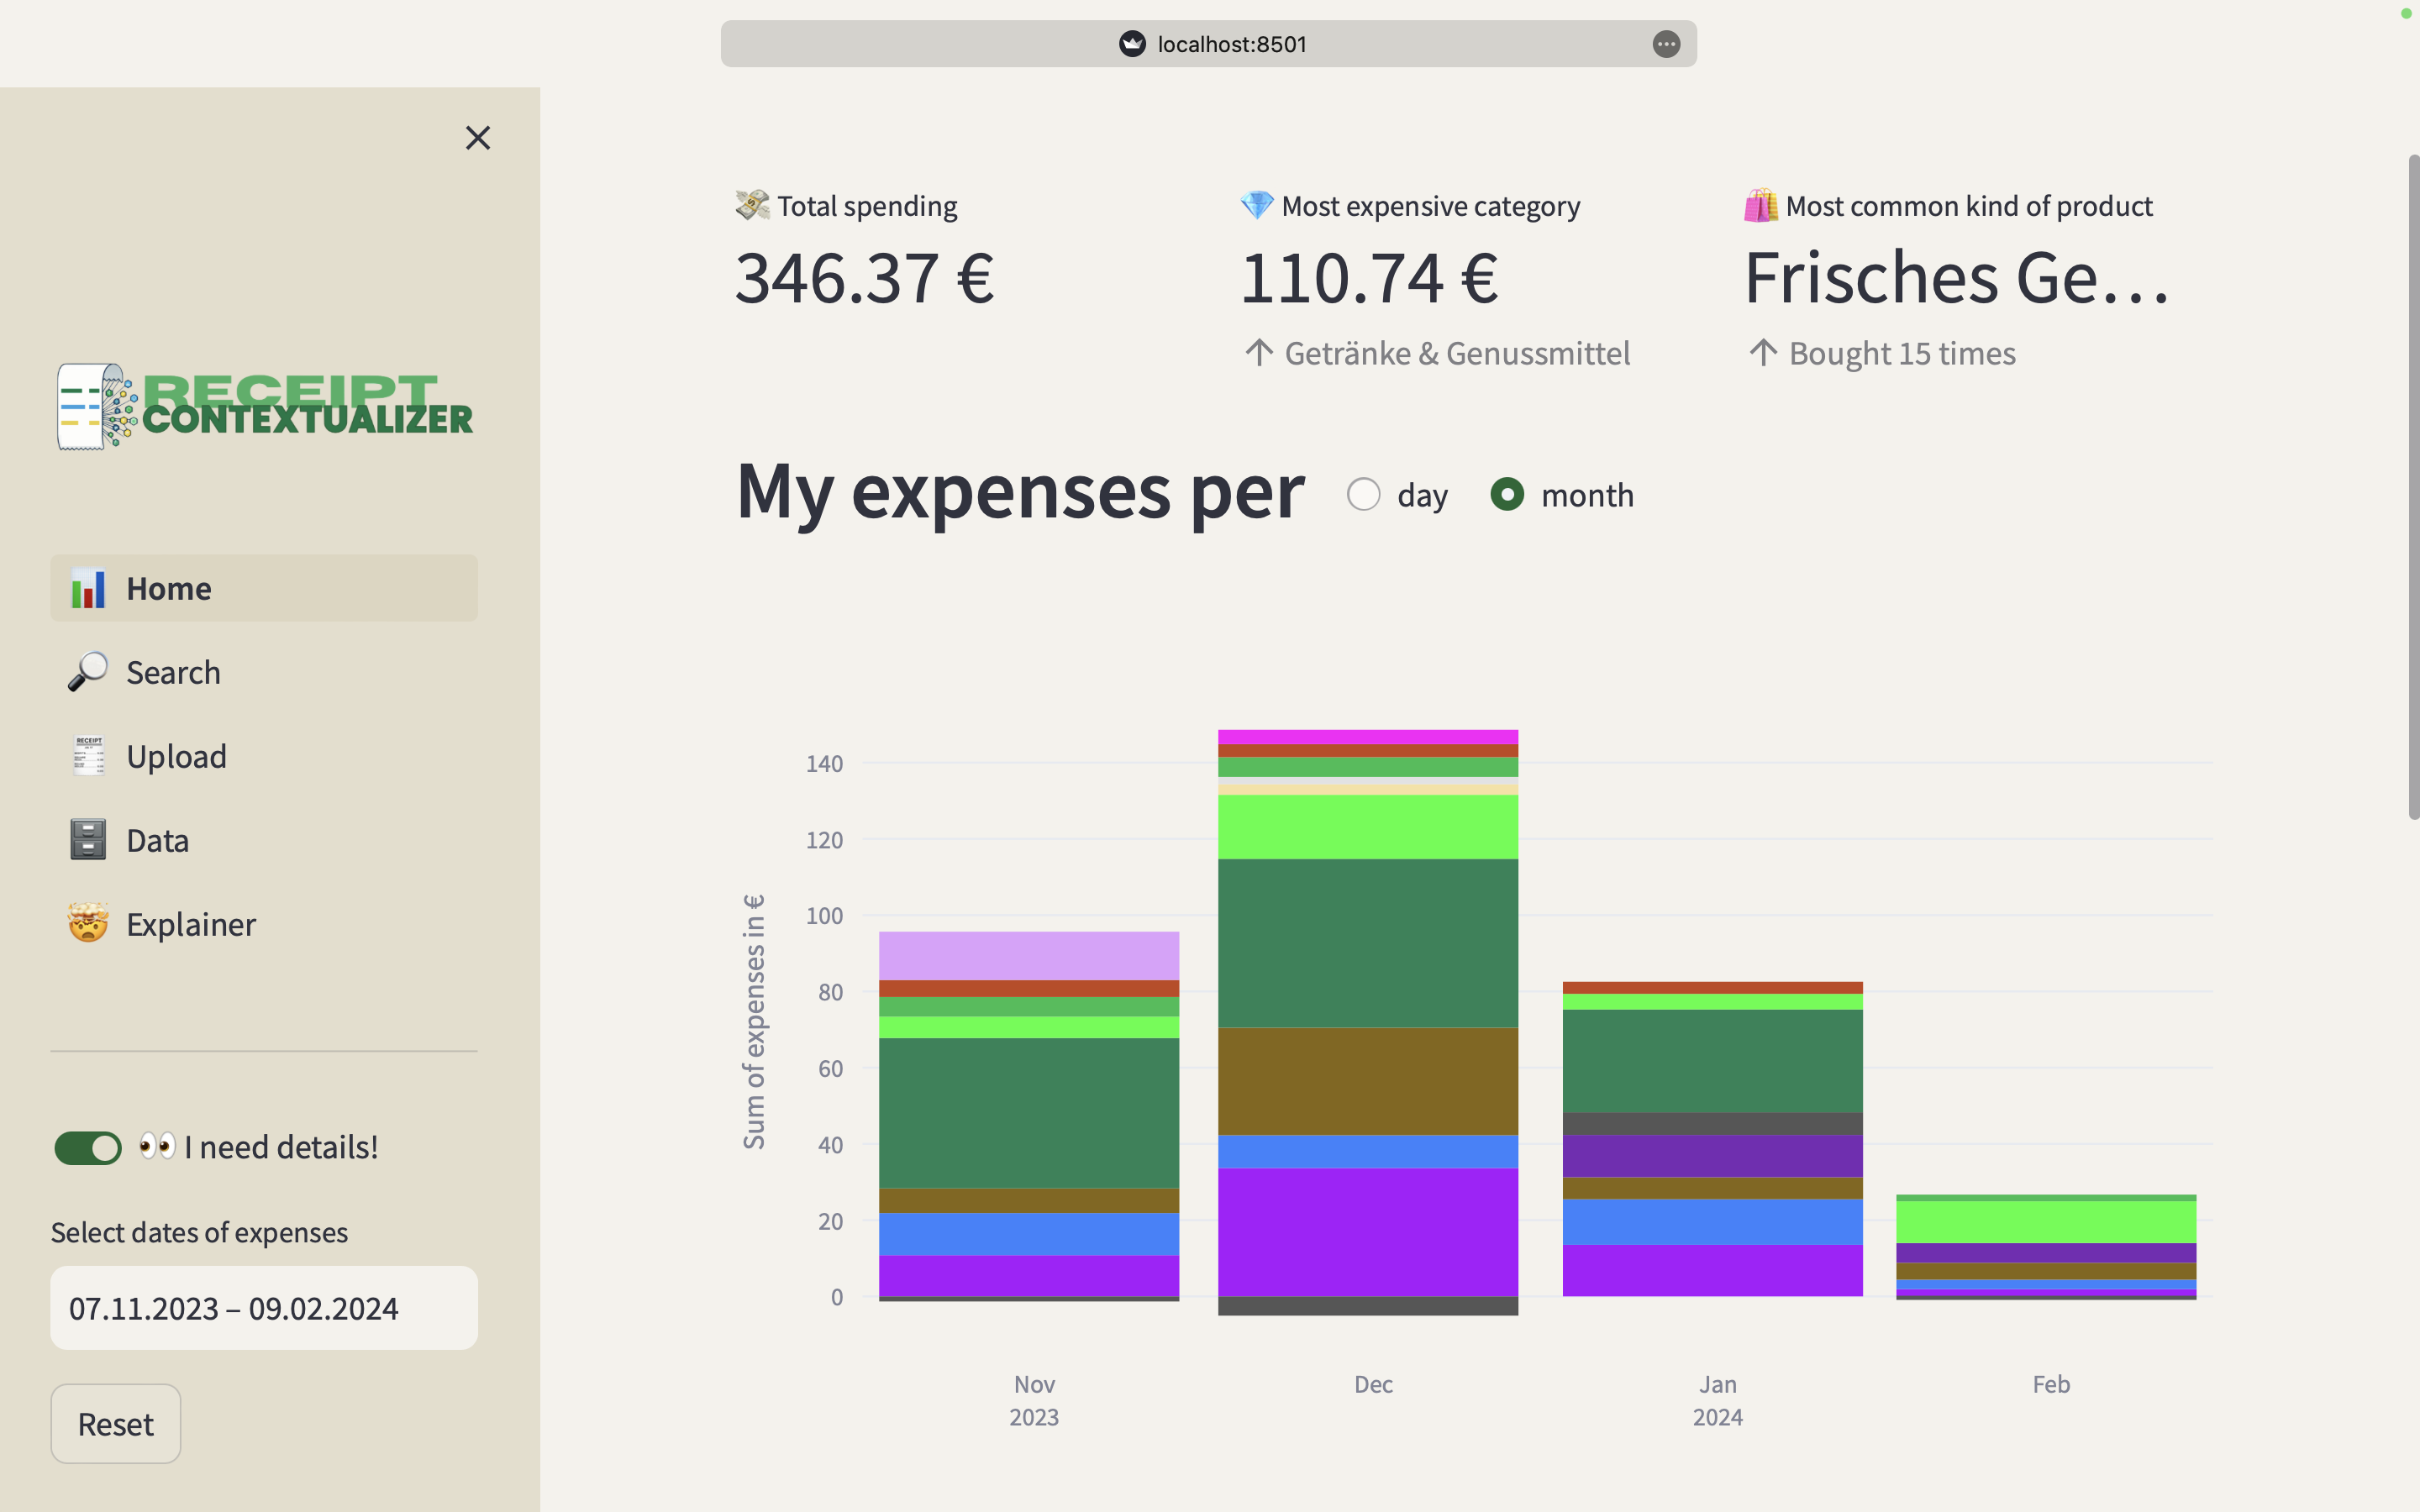 localhost:8501
RECEIPT
CONTEXTUALIZER
Home
Search
Upload
Data
Explainer
I need details!
Select dates of expenses
07.11.2023 – 09.02.2024
Reset
Total spending
346.37 €
Most expensive category
110.74 €
Getränke & Genussmittel
Most common kind of product
Frisches Ge...
Bought 15 times
My expenses per
day
month
Sum of expenses in €
140
120
100
80
60
40
20
0
Nov
2023
Dec
Jan
2024
Feb